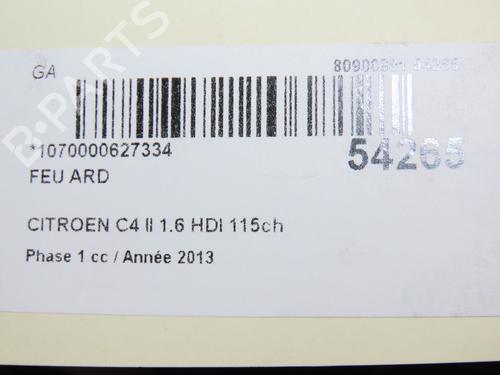 GA
*1070000627334
54265
FEU ARD
CITROEN C4 II 1.6 HDI 115ch
Phase 1 cc / Année 2013
B-PARTS